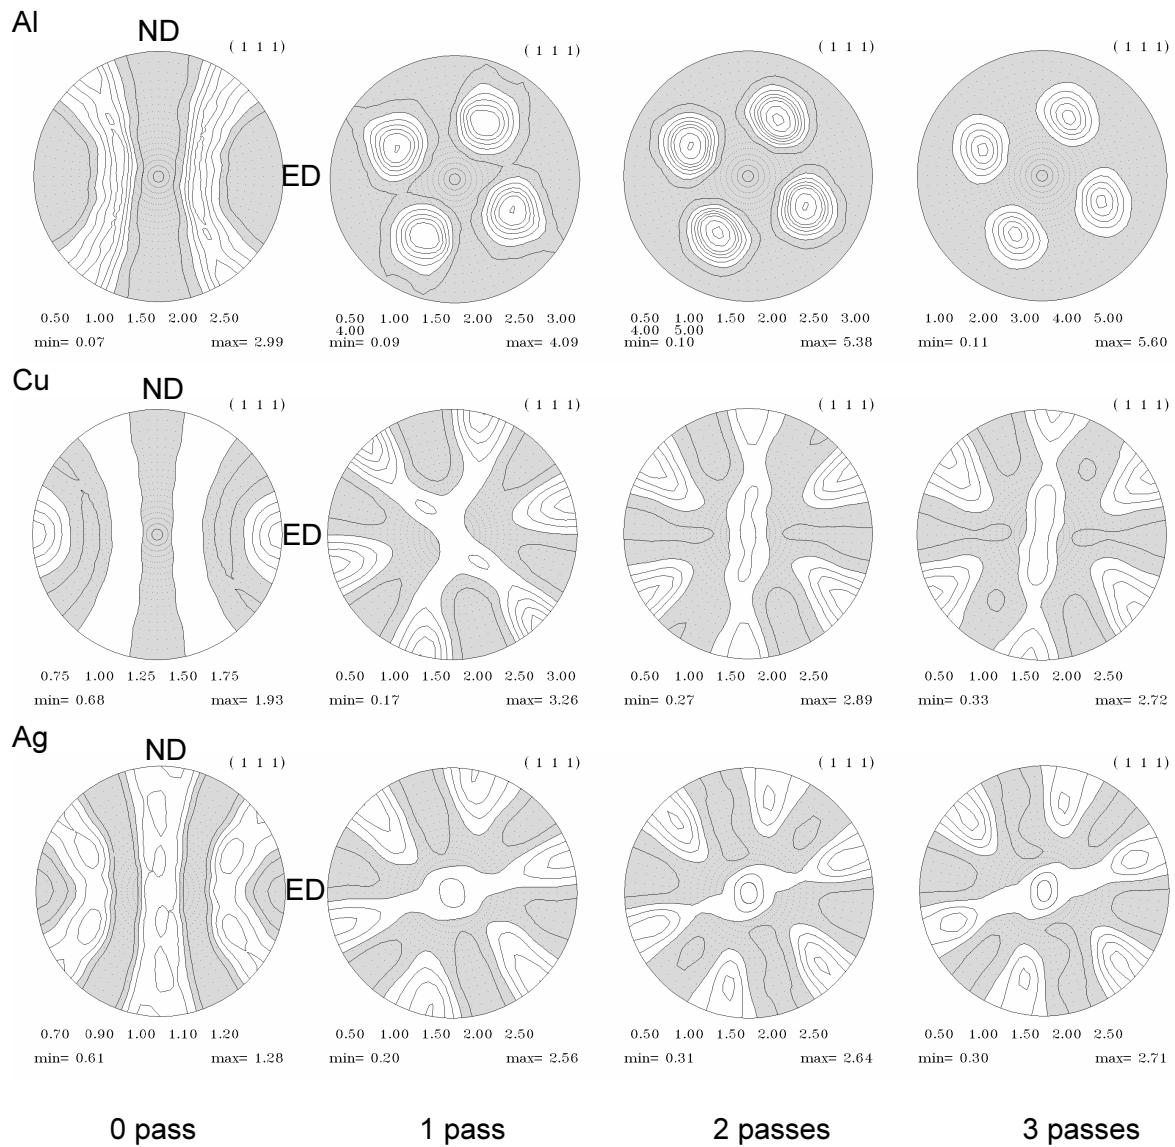 Al
ND
( 1 1 1 ) ( 1 1 1 ) ( 1 1 1 ) ( 1 1 1 )
ED
0.50 1.00 1.50 2.00 2.50
min= 0.07 max= 2.99
0.50 1.00 1.50 2.00 2.50 3.00
4.00
min= 0.09 max= 4.09
0.50 1.00 1.50 2.00 2.50 3.00
4.00 5.00
min= 0.10 max= 5.38
1.00 2.00 3.00 4.00 5.00
min= 0.11 max= 5.60
Cu
ND
( 1 1 1 ) ( 1 1 1 ) ( 1 1 1 ) ( 1 1 1 )
ED
0.75 1.00 1.25 1.50 1.75
min= 0.68 max= 1.93
0.50 1.00 1.50 2.00 2.50 3.00
min= 0.17 max= 3.26
0.50 1.00 1.50 2.00 2.50
min= 0.27 max= 2.89
0.50 1.00 1.50 2.00 2.50
min= 0.33 max= 2.72
Ag
ND
( 1 1 1 ) ( 1 1 1 ) ( 1 1 1 ) ( 1 1 1 )
ED
0.70 0.90 1.00 1.10 1.20
min= 0.61 max= 1.28
0.50 1.00 1.50 2.00 2.50
min= 0.20 max= 2.56
0.50 1.00 1.50 2.00 2.50
min= 0.31 max= 2.64
0.50 1.00 1.50 2.00 2.50
min= 0.30 max= 2.71
0 pass 1 pass 2 passes 3 passes